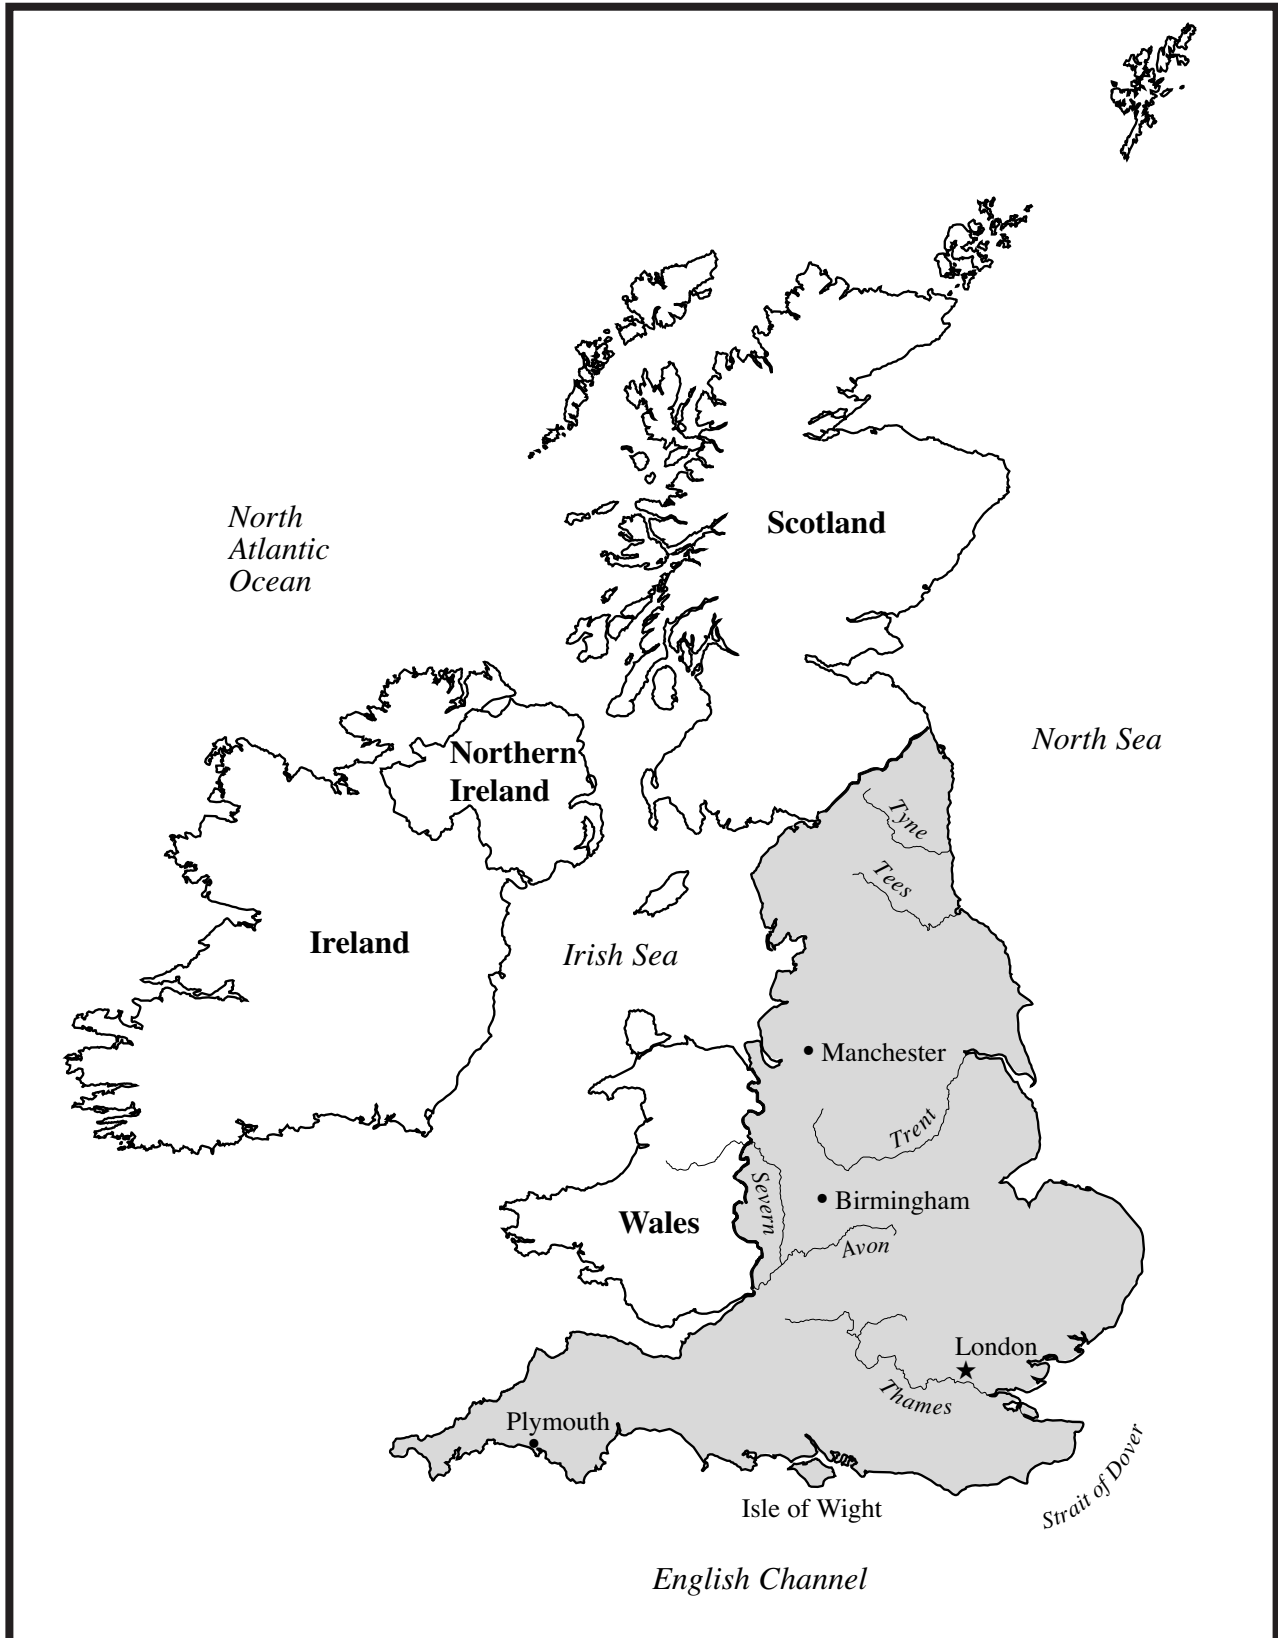 North
Atlantic
Ocean
Scotland
North Sea
Northern
Ireland
Tyne
Tees
Ireland
Irish Sea
Manchester
Trent
Severn
Birmingham
Wales
Avon
London
Thames
Plymouth
Strait of Dover
Isle of Wight
English Channel